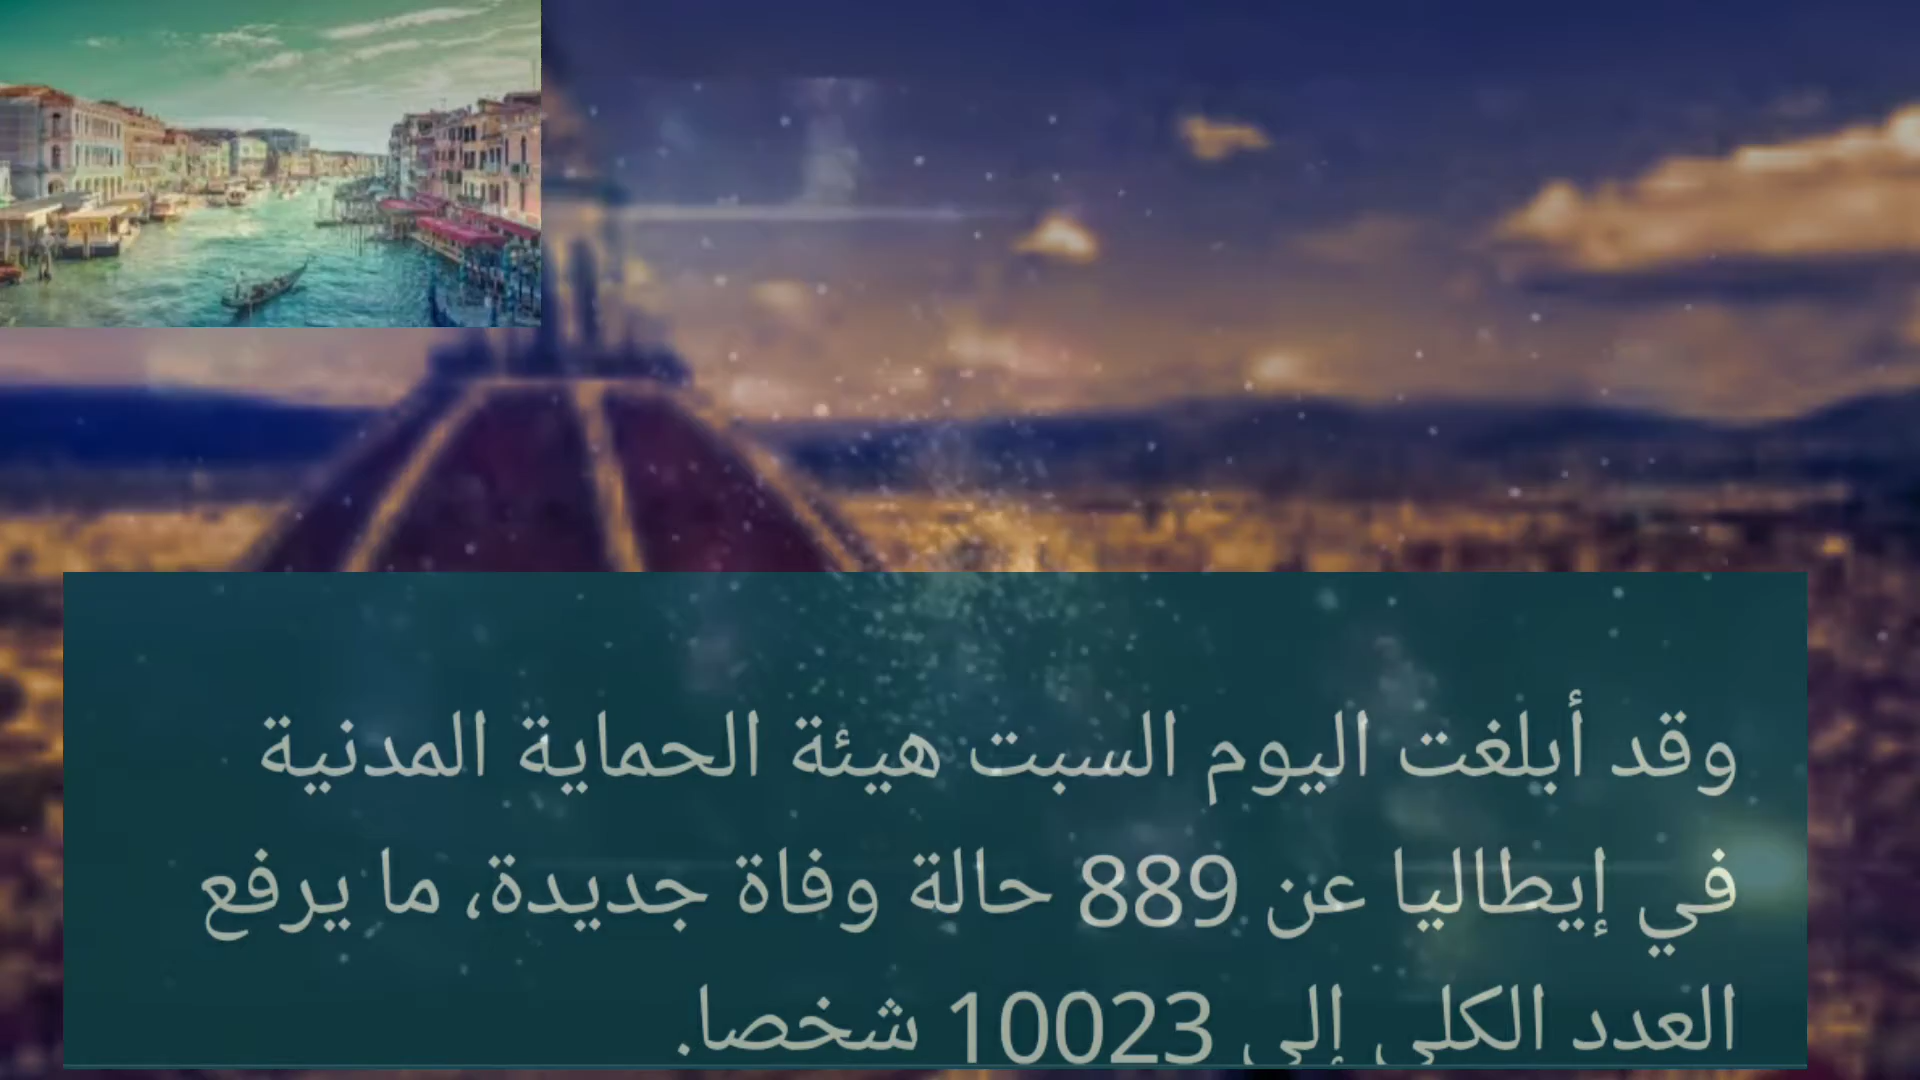 وقد أبلغت اليوم السبت هيئة الحماية المدنية
في إيطاليا عن 889 حالة وفاة جديدة، ما يرفع
العدد الكلي إلى 10023 شخصا.